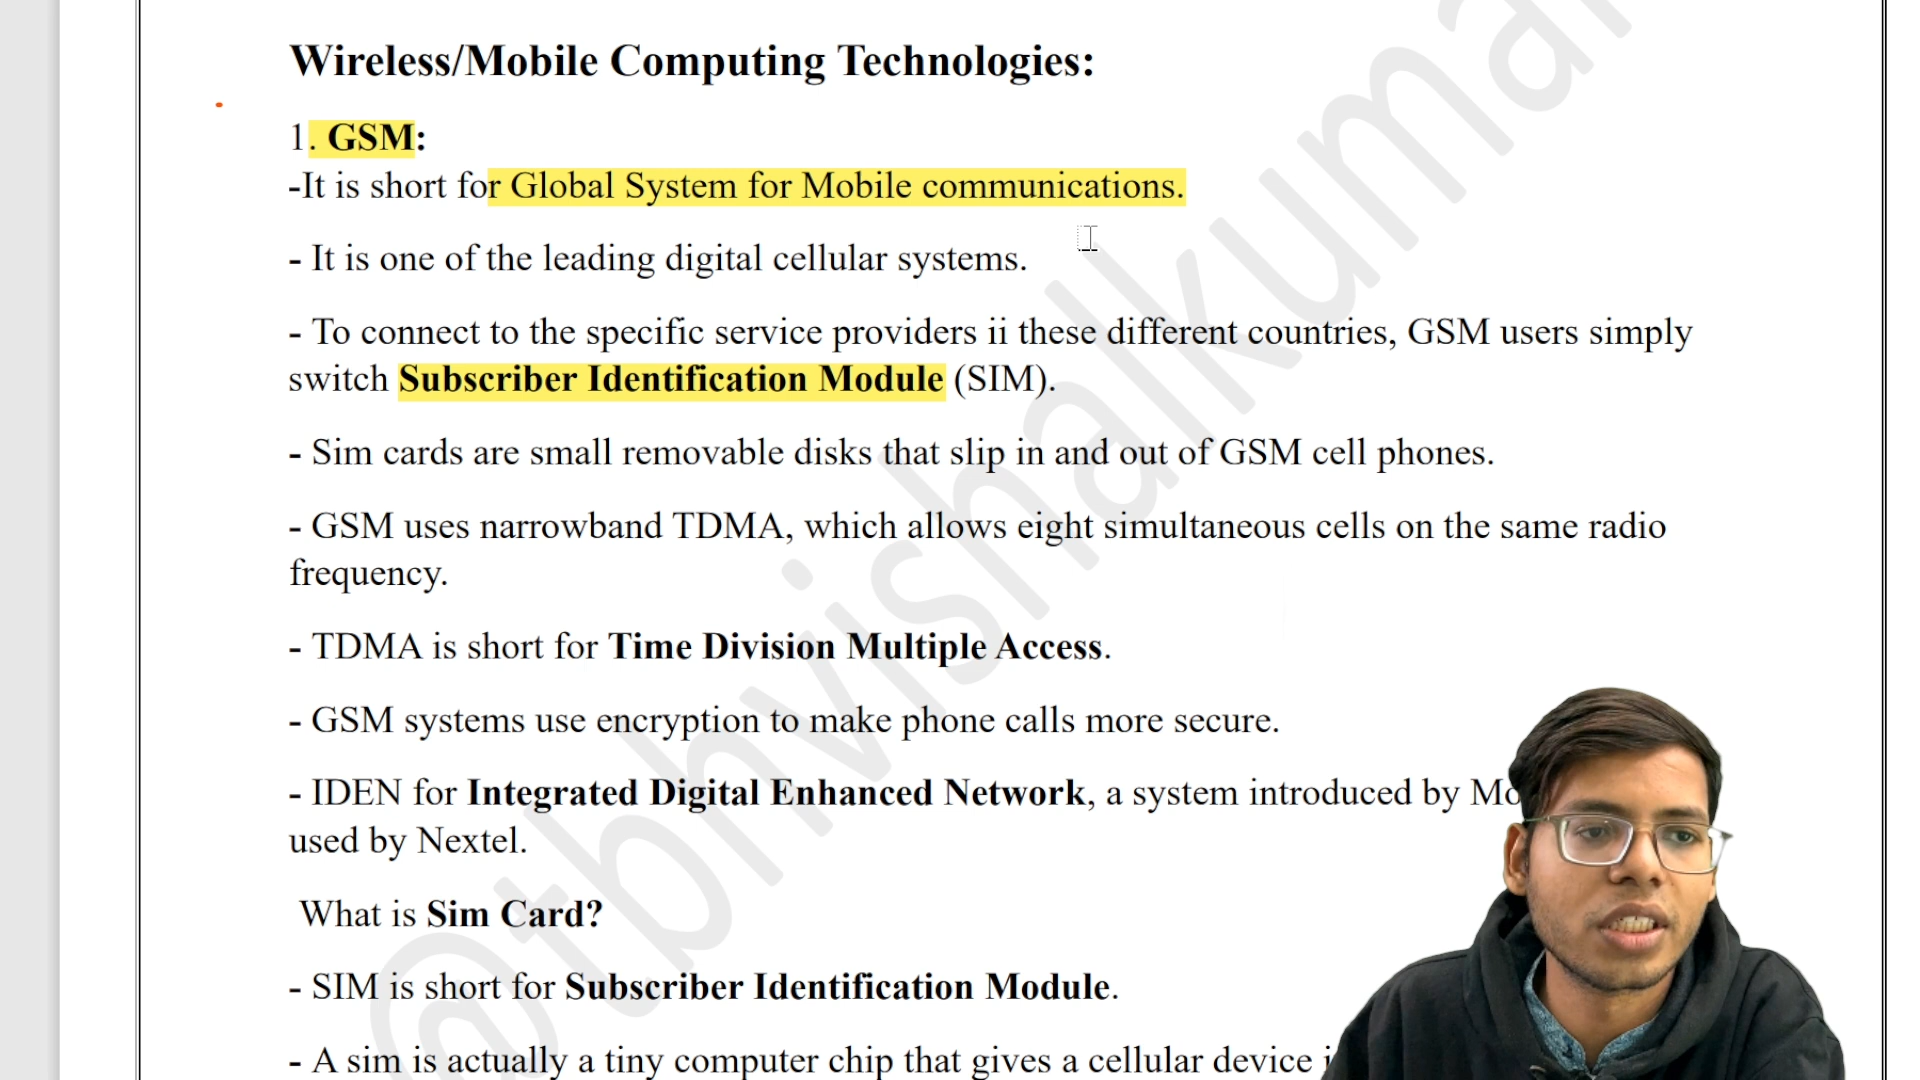 Wireless/Mobile Computing Technologies:
1. GSM:
-It is short for Global System for Mobile communications.
- It is one of the leading digital cellular systems.
- To connect to the specific service providers ii these different countries, GSM users simply
switch Subscriber Identification Module (SIM).
- Sim cards are small removable disks that slip in and out of GSM cell phones.
- GSM uses narrowband TDMA, which allows eight simultaneous cells on the same radio
frequency.
- TDMA is short for Time Division Multiple Access.
- GSM systems use encryption to make phone calls more secure.
- IDEN for Integrated Digital Enhanced Network, a system introduced by
used by Nextel.
What is Sim Card?
- SIM is short for Subscriber Identification Module.
- A sim is actually a tiny computer chip that gives a cellular device
@tbhvishalkumar